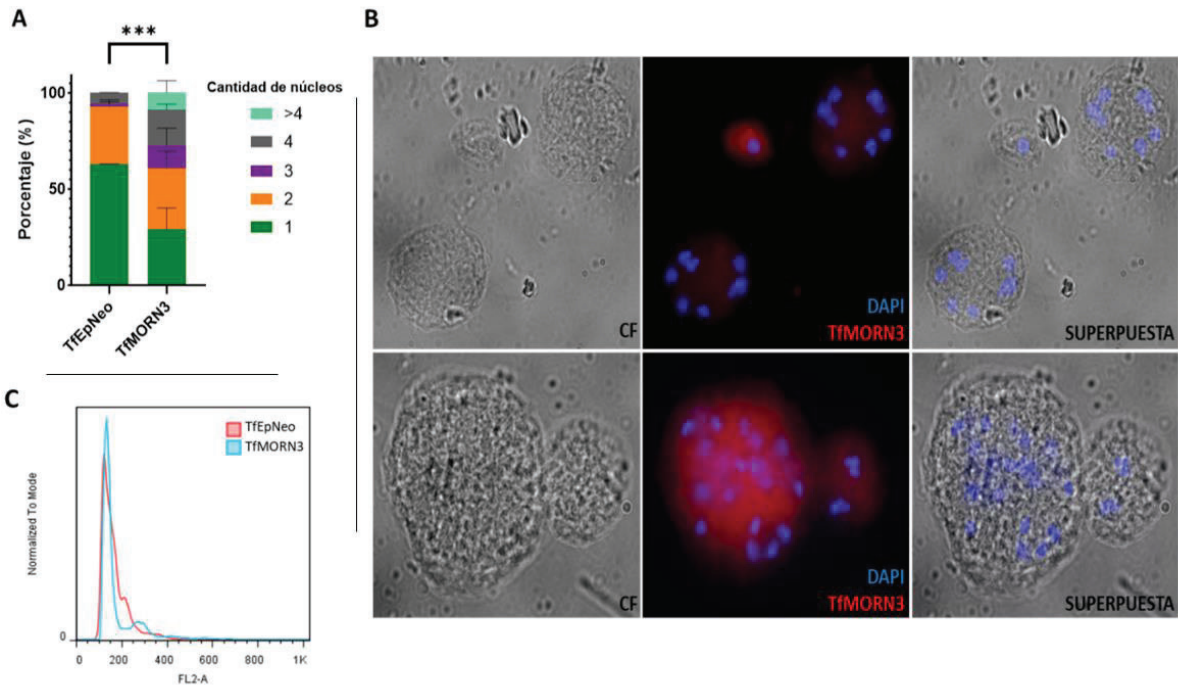 A
***
Cantidad de núcleos
>4
4
3
2
1
Porcentaje (%)
100
50
0
TfEpNeo
TfMORN3
B
CF
DAPI
TfMORN3
SUPERPUESTA
CF
DAPI
TfMORN3
SUPERPUESTA
C
TfEpNeo
TfMORN3
Normalized To Mode
0
0
200
400
600
800
1K
FL2-A